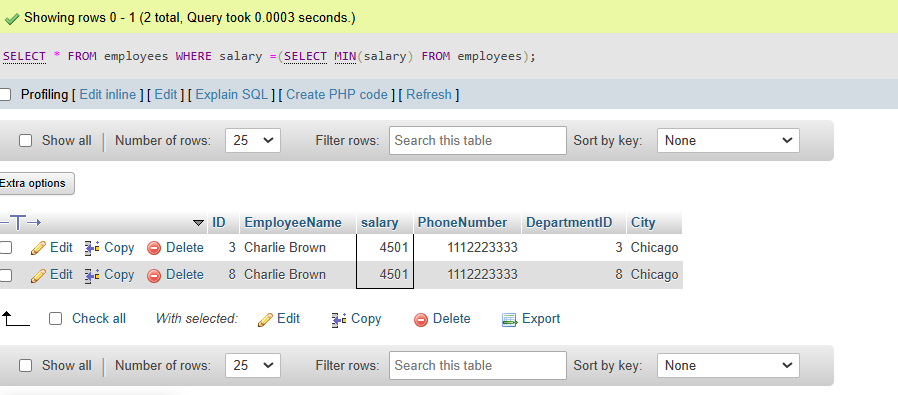 Showing rows 0 - 1 (2 total, Query took 0.0003 seconds.)
SELECT * FROM employees WHERE salary =(SELECT MIN(salary) FROM employees);
Profiling [ Edit inline ] [ Edit ] [ Explain SQL ] [ Create PHP code ] [ Refresh ]
Show all Number of rows: 25 Filter rows: Search this table Sort by key: None
Extra options
ID EmployeeName salary PhoneNumber DepartmentID City
Edit Copy Delete 3 Charlie Brown 4501 1112223333 3 Chicago
Edit Copy Delete 8 Charlie Brown 4501 1112223333 8 Chicago
Check all With selected: Edit Copy Delete Export
Show all Number of rows: 25 Filter rows: Search this table Sort by key: None